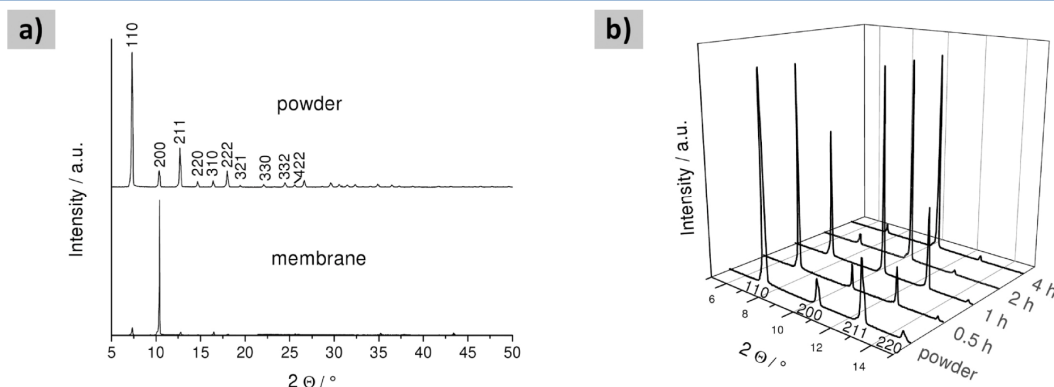 a)
110
200
211
220
310
222
321
330
332
422
powder
membrane
Intensity / a.u.
5 10 15 20 25 30 35 40 45 50
2 Θ / °
b)
Intensity / a.u.
6 8 10 12 14
110 200 211 220
2 Θ / °
powder
0.5 h
1 h
2 h
4 h